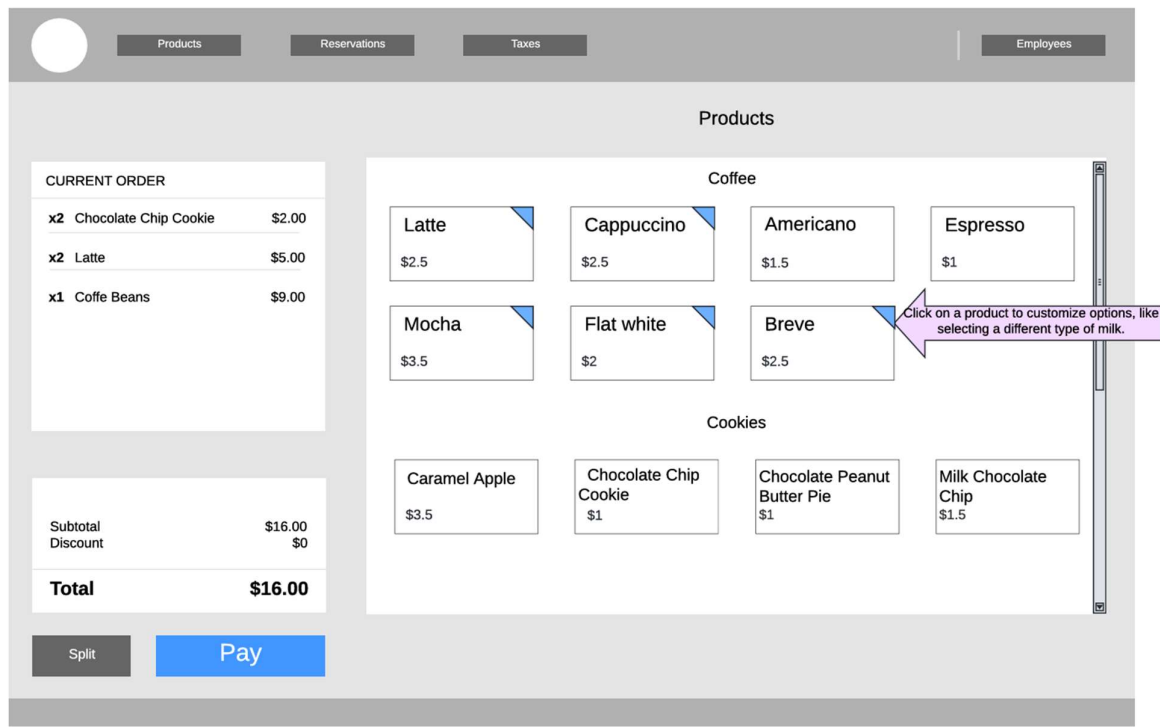 Products
Reservations
Taxes
Employees
Products
CURRENT ORDER
x2 Chocolate Chip Cookie $2.00
x2 Latte $5.00
x1 Coffe Beans $9.00
Subtotal $16.00
Discount $0
Total $16.00
Split
Pay
Coffee
Latte
$2.5
Cappuccino
$2.5
Americano
$1.5
Espresso
$1
Mocha
$3.5
Flat white
$2
Breve
$2.5
Click on a product to customize options, like
selecting a different type of milk.
Cookies
Caramel Apple
$3.5
Chocolate Chip
Cookie
$1
Chocolate Peanut
Butter Pie
$1
Milk Chocolate
Chip
$1.5